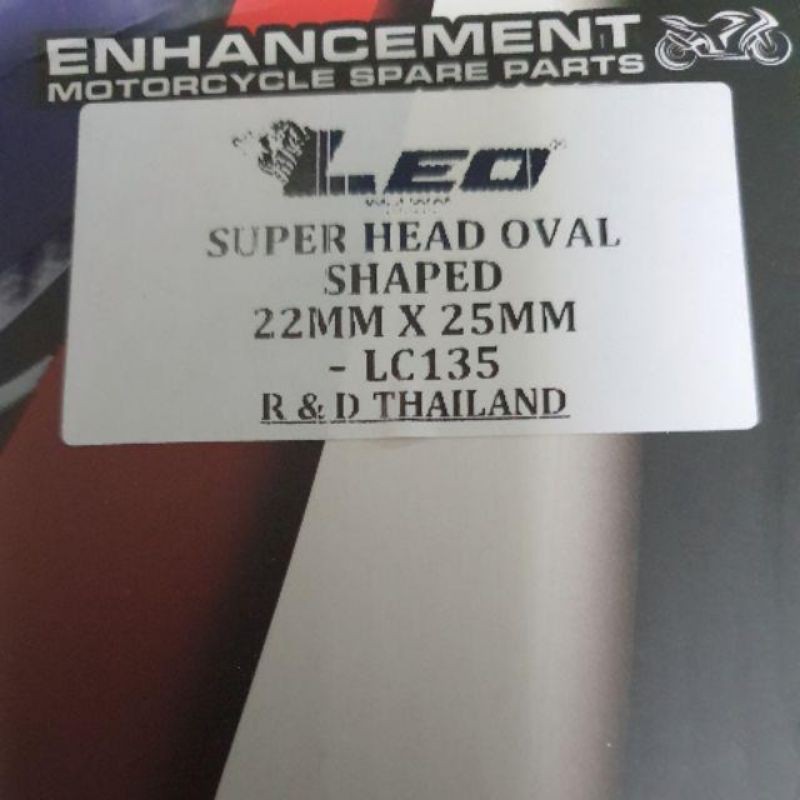 ENHANCEMENT
MOTORCYCLE SPARE PARTS
LEO
SUPER HEAD OVAL
SHAPED
22MM X 25MM
- LC135
R & D THAILAND